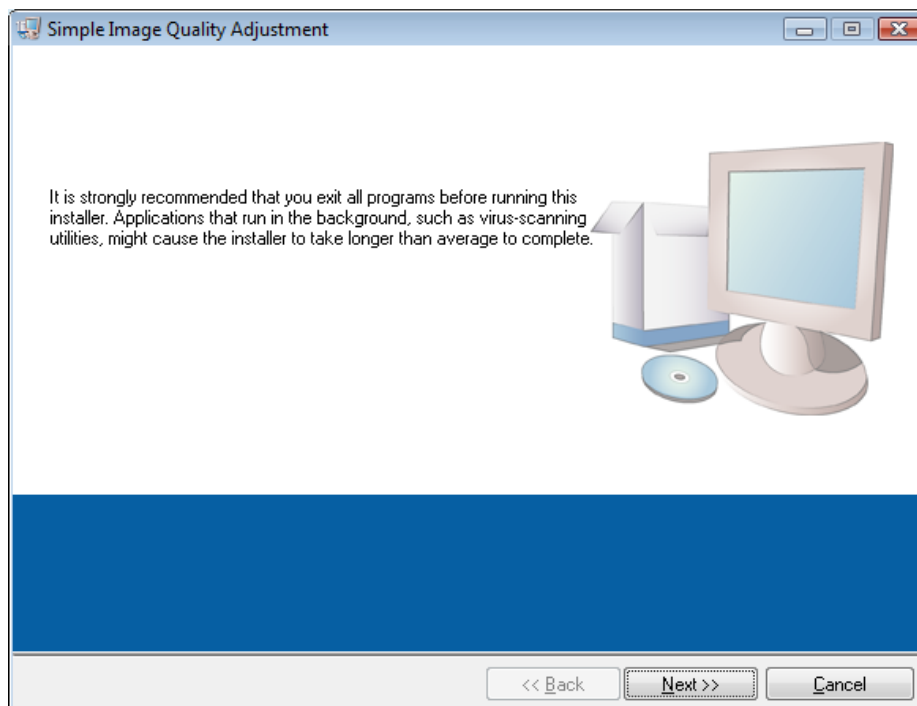 Simple Image Quality Adjustment
It is strongly recommended that you exit all programs before running this
installer. Applications that run in the background, such as virus-scanning
utilities, might cause the installer to take longer than average to complete.
<< Back
Next >>
Cancel